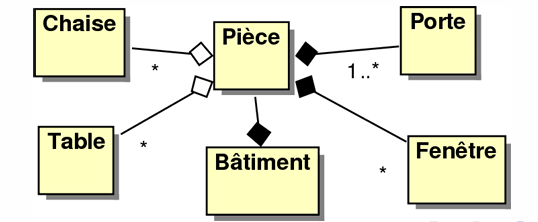 Chaise
Pièce
Porte
*
1..*
Table
*
Bâtiment
Fenêtre
*